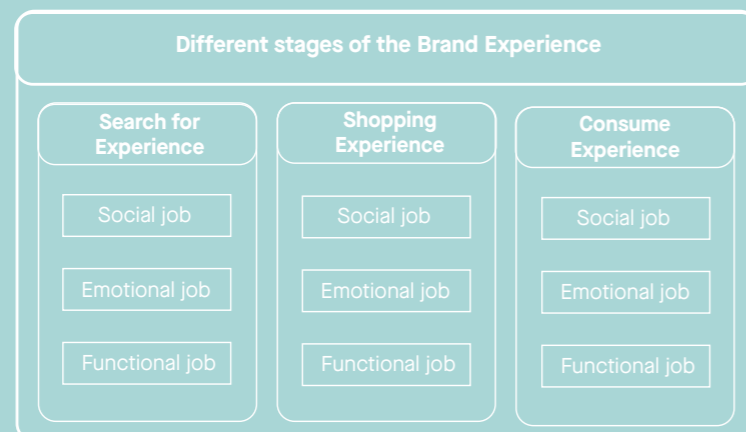 Different stages of the Brand Experience
Search for
Experience
Social job
Emotional job
Functional job
Shopping
Experience
Social job
Emotional job
Functional job
Consume
Experience
Social job
Emotional job
Functional job